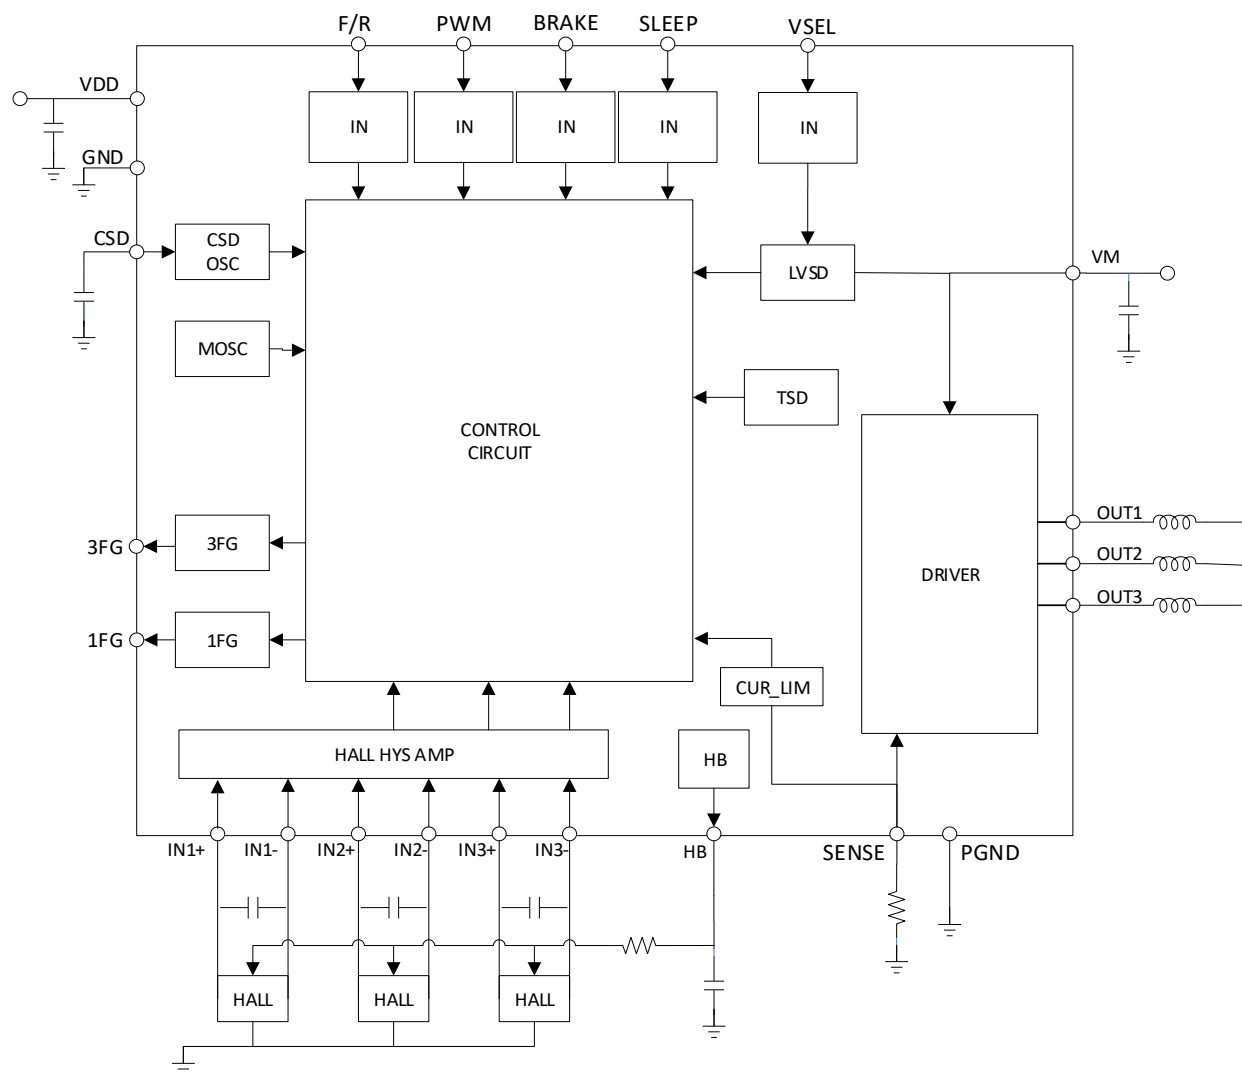 F/R
PWM
BRAKE
SLEEP
VSEL
VDD
IN
IN
IN
IN
IN
GND
CSD
CSD
OSC
LVSD
VM
MOSC
TSD
CONTROL
CIRCUIT
OUT1
3FG
3FG
OUT2
DRIVER
OUT3
1FG
1FG
CUR_LIM
HALL HYS AMP
HB
IN1+
IN1-
IN2+
IN2-
IN3+
IN3-
HB
SENSE
PGND
HALL
HALL
HALL